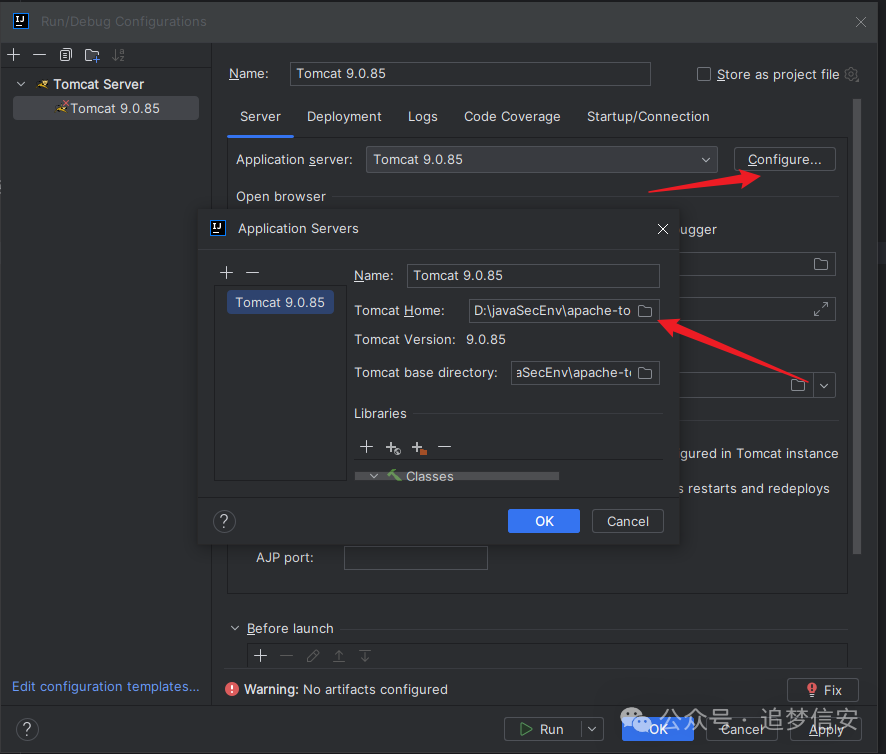 Run/Debug Configurations
Name: Tomcat 9.0.85 Store as project file
Tomcat Server
Tomcat 9.0.85
Server Deployment Logs Code Coverage Startup/Connection
Application server: Tomcat 9.0.85 Configure...
Open browser
ugger
Application Servers
Tomcat 9.0.85
Name: Tomcat 9.0.85
Tomcat Home: D:\javaSecEnv\apache-to
Tomcat Version: 9.0.85
Tomcat base directory: aSecEnv\apache-t
Libraries
Classes
gured in Tomcat instance
s restarts and redeploys
? OK Cancel
AJP port:
Before launch
Edit configuration templates...
Warning: No artifacts configured Fix
? Run OK Cancel Apply
公众号 · 追梦信安